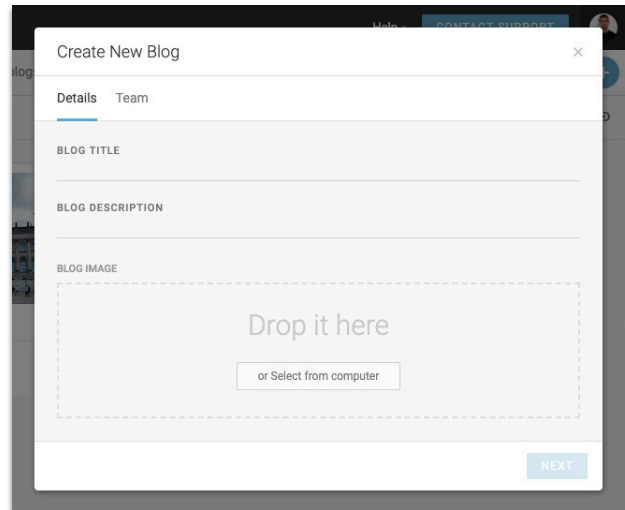 Help
CONTACT SUPPORT
Create New Blog
×
Details Team
BLOG TITLE
BLOG DESCRIPTION
BLOG IMAGE
Drop it here
or Select from computer
NEXT